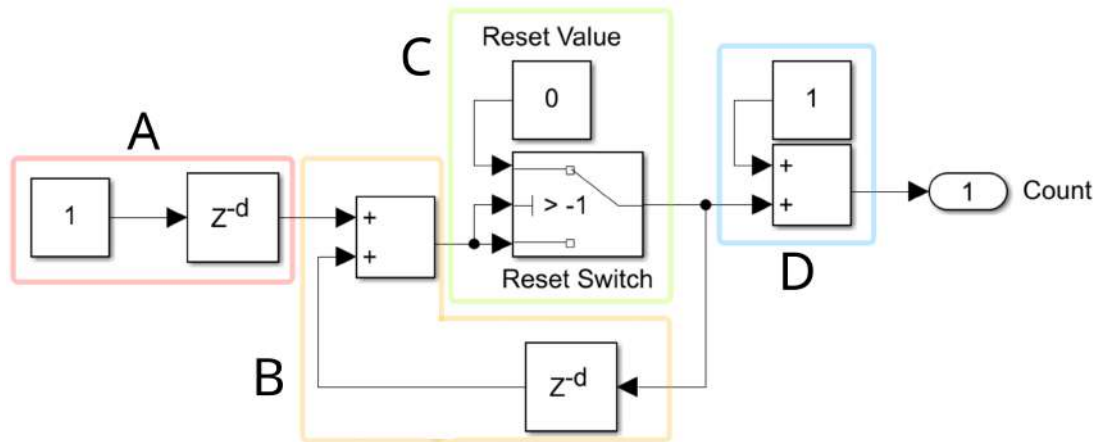 C
Reset Value
0
1
A
1
Z-d
+
+
> -1
+
+
1
Count
Reset Switch
D
B
Z-d